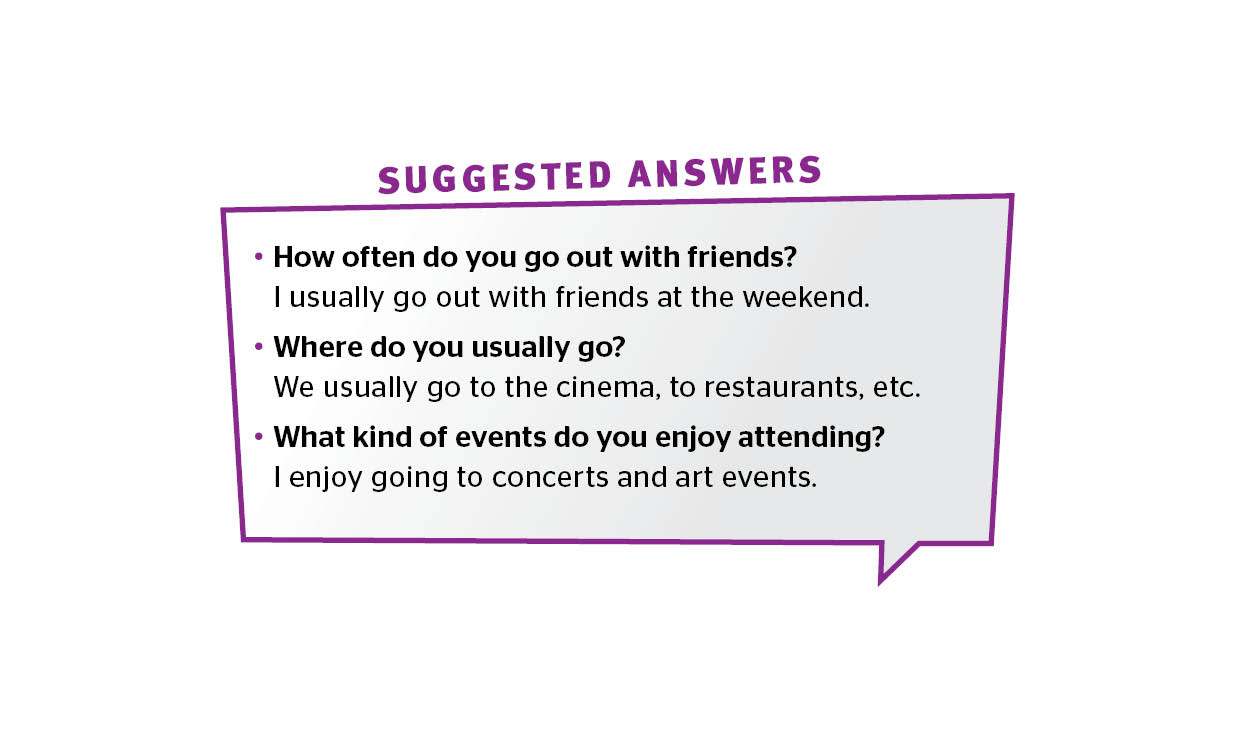 SUGGESTED ANSWERS
• How often do you go out with friends?
I usually go out with friends at the weekend.
• Where do you usually go?
We usually go to the cinema, to restaurants, etc.
• What kind of events do you enjoy attending?
I enjoy going to concerts and art events.